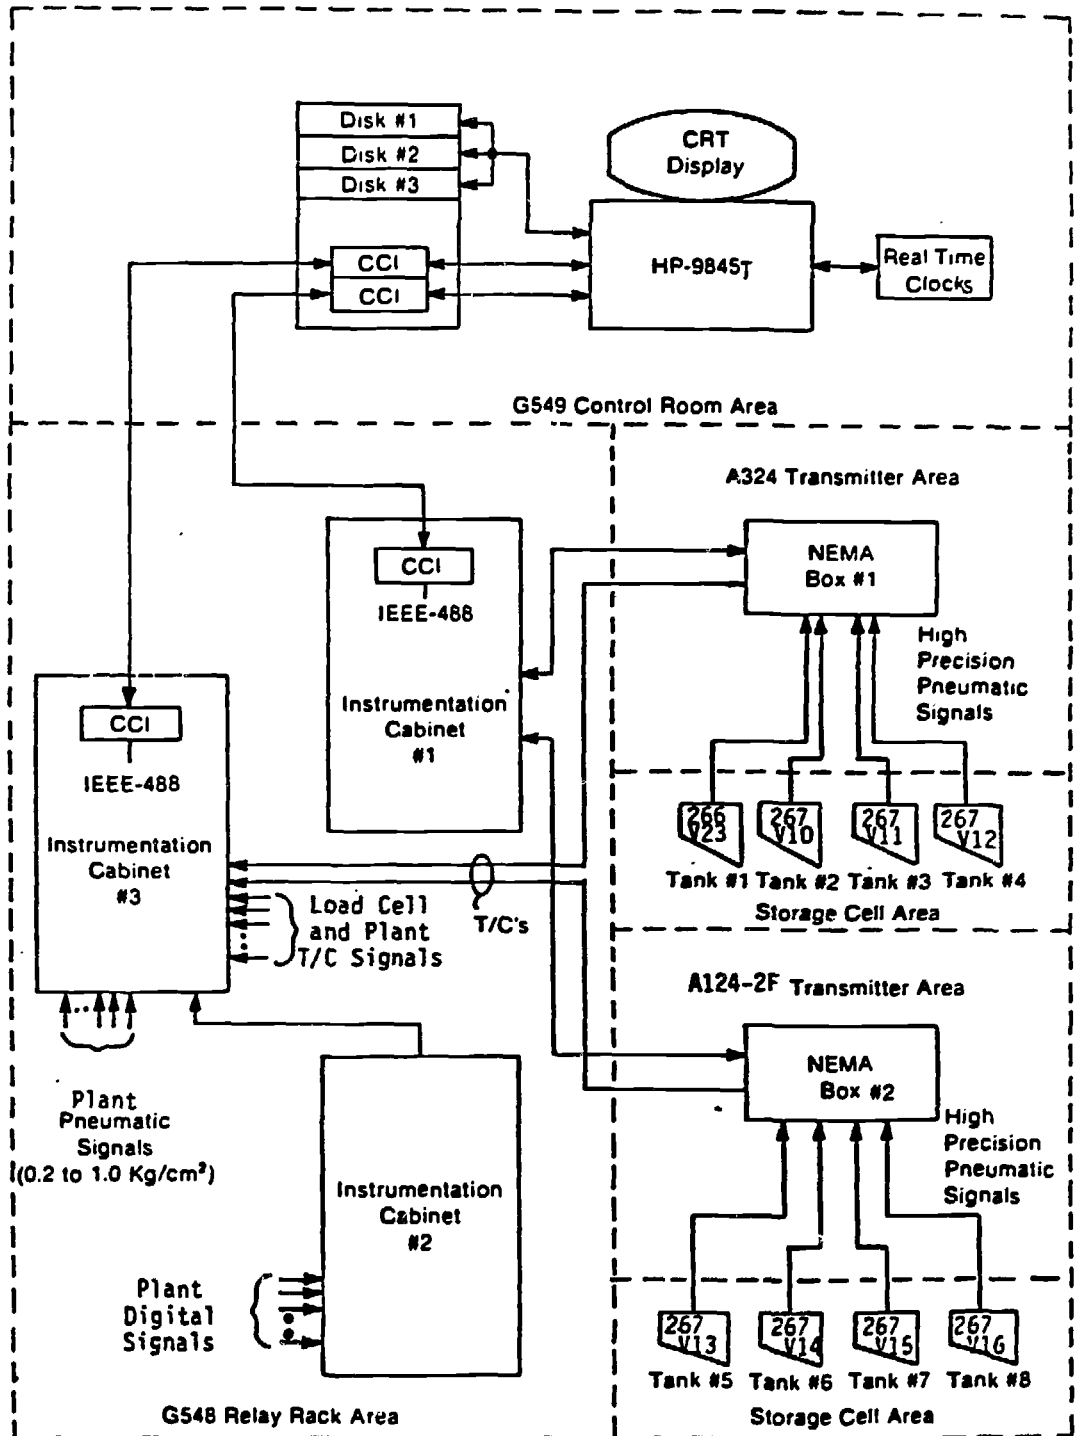 Disk #1
Disk #2
Disk #3
CRT
Display
CCI
CCI
HP-9845T
Real Time
Clocks
G549 Control Room Area
A324 Transmitter Area
NEMA
Box #1
CCI
IEEE-488
Instrumentation
Cabinet
#1
High
Precision
Pneumatic
Signals
CCI
IEEE-488
Instrumentation
Cabinet
#3
266
V23
267
V10
267
V11
267
V12
Tank #1 Tank #2 Tank #3 Tank #4
Storage Cell Area
Load Cell
and Plant
T/C Signals
T/C's
A124-2F Transmitter Area
NEMA
Box #2
High
Precision
Pneumatic
Signals
Plant
Pneumatic
Signals
(0.2 to 1.0 Kg/cm²)
Instrumentation
Cabinet
#2
Plant
Digital
Signals
267
V13
267
V14
267
V15
267
V16
Tank #5 Tank #6 Tank #7 Tank #8
G548 Relay Rack Area
Storage Cell Area